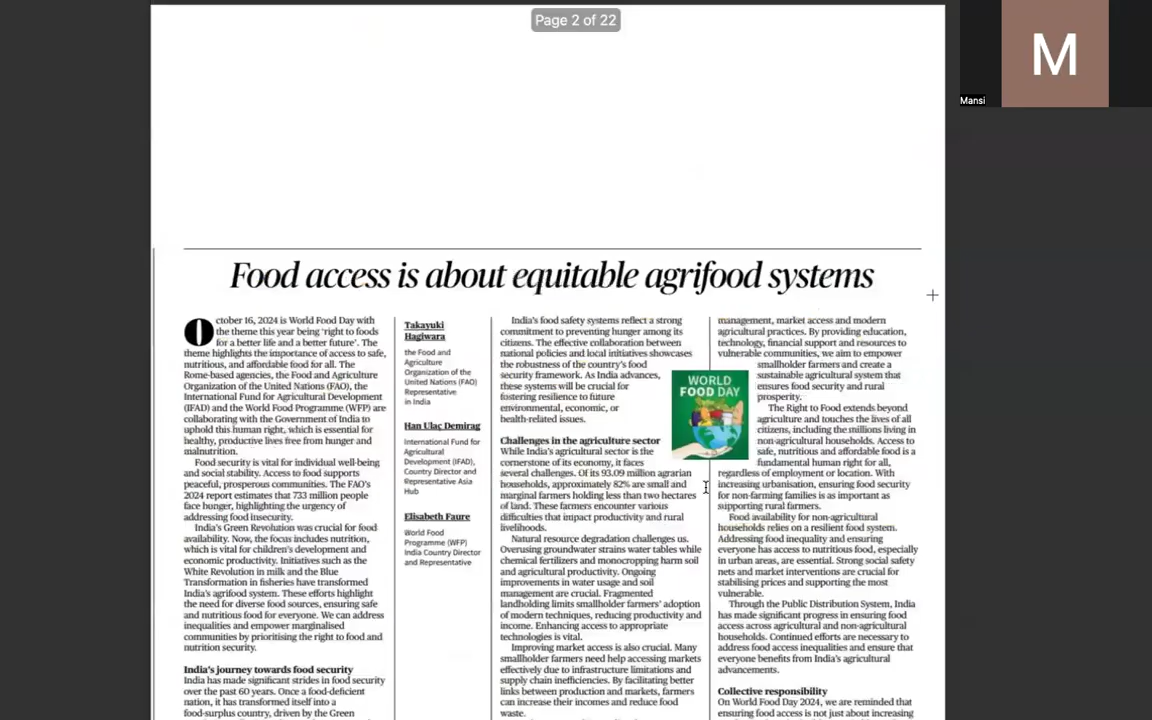 Page 2 of 22
M
Mansi
Food access is about equitable agrifood systems
October 16, 2024 is World Food Day with
the theme this year being ‘right to foods
for a better life and a better future’. The
theme highlights the importance of access to safe,
nutritious, and affordable food for all. The
Rome-based agencies, the Food and Agriculture
Organization of the United Nations (FAO), the
International Fund for Agricultural Development
(IFAD) and the World Food Programme (WFP) are
collaborating with the Government of India to
uphold this human right, which is essential for
healthy, productive lives free from hunger and
malnutrition.
Food security is vital for individual well-being
and social stability. Access to food supports
peaceful, prosperous communities. The FAO’s
2024 report estimates that 733 million people
face hunger, highlighting the urgency of
addressing food insecurity.
India’s Green Revolution was crucial for food
availability. Now, the focus includes nutrition,
which is vital for children’s development and
economic productivity. Initiatives such as the
White Revolution in milk and the Blue
Transformation in fisheries have transformed
India’s agrifood system. These efforts highlight
the need for diverse food sources, ensuring safe
and nutritious food for everyone. We can address
inequalities and empower marginalised
communities by prioritising the right to food and
nutrition security.
India’s journey towards food security
India has made significant strides in food security
over the past 60 years. Once a food-deficient
nation, it has transformed itself into a
food-surplus country, driven by the Green
Takayuki
Hagiwara
the Food and
Agriculture
Organization of the
United Nations (FAO)
Representative
in India
Han Ulaç Demirag
International Fund for
Agricultural
Development (IFAD),
Country Director and
Representative Asia
Hub
Elisabeth Faure
World Food
Programme (WFP)
India Country Director
and Representative
India’s food safety systems reflect a strong
commitment to preventing hunger among its
citizens. The effective collaboration between
national policies and local initiatives showcases
the robustness of the country’s food
security framework. As India advances,
these systems will be crucial for
fostering resilience to future
environmental, economic, or
health-related issues.
Challenges in the agriculture sector
While India’s agricultural sector is the
cornerstone of its economy, it faces
several challenges. Of its 93.09 million agrarian
households, approximately 82% are small and
marginal farmers holding less than two hectares
of land. These farmers encounter various
difficulties that impact productivity and rural
livelihoods.
Natural resource degradation challenges us.
Overusing groundwater strains water tables while
chemical fertilizers and monocropping harm soil
and agricultural productivity. Ongoing
improvements in water usage and soil
management are crucial. Fragmented
landholding limits smallholder farmers’ adoption
of modern techniques, reducing productivity and
income. Enhancing access to appropriate
technologies is vital.
Improving market access is also crucial. Many
smallholder farmers need help accessing markets
effectively due to infrastructure limitations and
supply chain inefficiencies. By facilitating better
links between production and markets, farmers
can increase their incomes and reduce food
waste.
WORLD
FOOD DAY
management, market access and modern
agricultural practices. By providing education,
technology, financial support and resources to
vulnerable communities, we aim to empower
smallholder farmers and create a
sustainable agricultural system that
ensures food security and rural
prosperity.
The Right to Food extends beyond
agriculture and touches the lives of all
citizens, including the millions living in
non-agricultural households. Access to
safe, nutritious and affordable food is a
fundamental human right for all,
regardless of employment or location. With
increasing urbanisation, ensuring food security
for non-farming families is as important as
supporting rural farmers.
Food availability for non-agricultural
households relies on a resilient food system.
Addressing food inequality and ensuring
everyone has access to nutritious food, especially
in urban areas, are essential. Strong social safety
nets and market interventions are crucial for
stabilising prices and supporting the most
vulnerable.
Through the Public Distribution System, India
has made significant progress in ensuring food
access across agricultural and non-agricultural
households. Continued efforts are necessary to
address food access inequalities and ensure that
everyone benefits from India’s agricultural
advancements.
Collective responsibility
On World Food Day 2024, we are reminded that
ensuring food access is not just about increasing